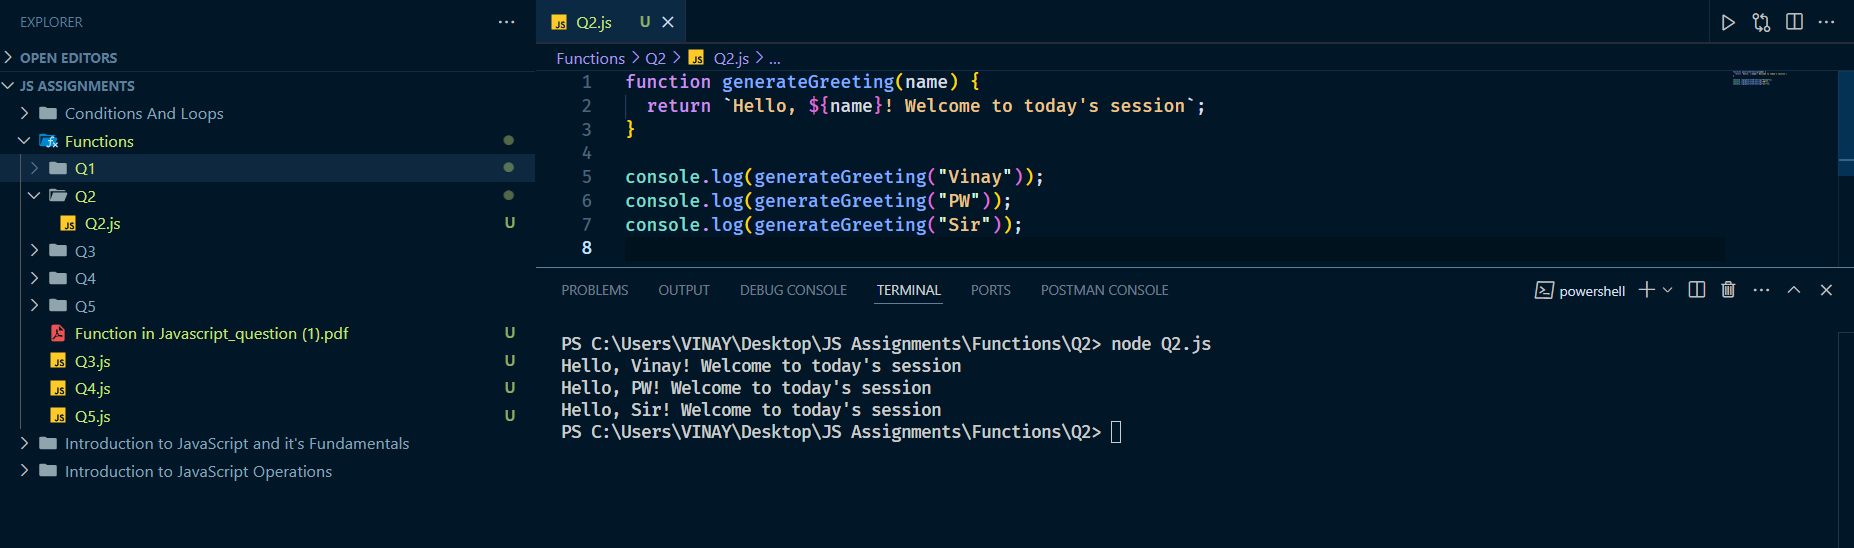 EXPLORER
OPEN EDITORS
JS ASSIGNMENTS
Conditions And Loops
Functions
Q1
Q2
JS Q2.js U
Q3
Q4
Q5
Function in Javascript_question (1).pdf U
JS Q3.js U
JS Q4.js U
JS Q5.js U
Introduction to JavaScript and it's Fundamentals
Introduction to JavaScript Operations
JS Q2.js U
Functions > Q2 > JS Q2.js > ...
1 function generateGreeting(name) {
2 return `Hello, ${name}! Welcome to today's session`;
3 }
4
5 console.log(generateGreeting("Vinay"));
6 console.log(generateGreeting("PW"));
7 console.log(generateGreeting("Sir"));
8
PROBLEMS OUTPUT DEBUG CONSOLE TERMINAL PORTS POSTMAN CONSOLE powershell
PS C:\Users\VINAY\Desktop\JS Assignments\Functions\Q2> node Q2.js
Hello, Vinay! Welcome to today's session
Hello, PW! Welcome to today's session
Hello, Sir! Welcome to today's session
PS C:\Users\VINAY\Desktop\JS Assignments\Functions\Q2>